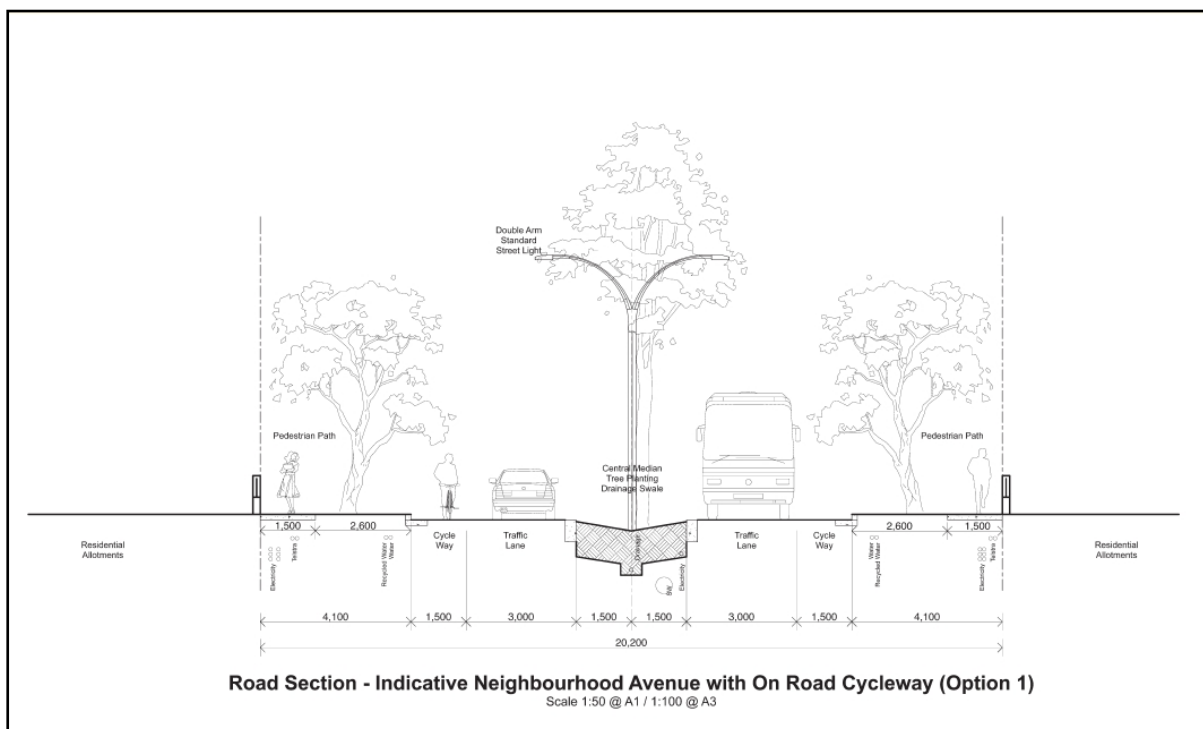 Double Arm
Standard
Street Light
Pedestrian Path
Pedestrian Path
Central Median
Tree Planting
Drainage Swale
1,500
2,600
2,600
1,500
Residential
Allotments
Electricity
Telstra
Recycled Water
Water
Cycle
Way
Traffic
Lane
Drainage
SW
Electricity
Traffic
Lane
Cycle
Way
Water
Recycled Water
Electricity
Telstra
Residential
Allotments
4,100
1,500
3,000
1,500
1,500
3,000
1,500
4,100
20,200
Road Section - Indicative Neighbourhood Avenue with On Road Cycleway (Option 1)
Scale 1:50 @ A1 / 1:100 @ A3